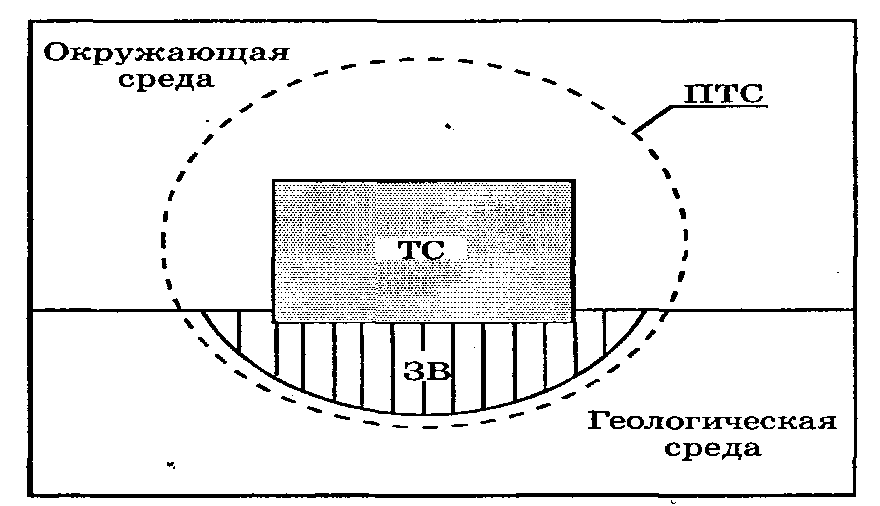 Окружающая
среда
ПТС
ТС
ЗВ
Геологическая
среда